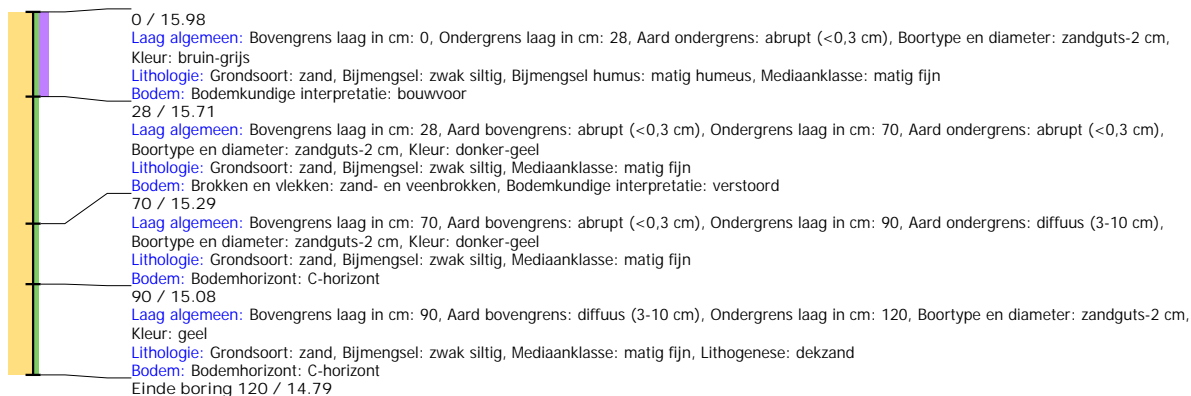 0 / 15.98
Laag algemeen: Bovengrens laag in cm: 0, Ondergrens laag in cm: 28, Aard ondergrens: abrupt (<0,3 cm), Boortype en diameter: zandguts-2 cm,
Kleur: bruin-grijs
Lithologie: Grondsoort: zand, Bijmengsel: zwak siltig, Bijmengsel humus: matig humeus, Mediaanklasse: matig fijn
Bodem: Bodemkundige interpretatie: bouwvoor
28 / 15.71
Laag algemeen: Bovengrens laag in cm: 28, Aard bovengrens: abrupt (<0,3 cm), Ondergrens laag in cm: 70, Aard ondergrens: abrupt (<0,3 cm),
Boortype en diameter: zandguts-2 cm, Kleur: donker-geel
Lithologie: Grondsoort: zand, Bijmengsel: zwak siltig, Mediaanklasse: matig fijn
Bodem: Brokken en vlekken: zand- en veenbrokken, Bodemkundige interpretatie: verstoord
70 / 15.29
Laag algemeen: Bovengrens laag in cm: 70, Aard bovengrens: abrupt (<0,3 cm), Ondergrens laag in cm: 90, Aard ondergrens: diffuus (3-10 cm),
Boortype en diameter: zandguts-2 cm, Kleur: donker-geel
Lithologie: Grondsoort: zand, Bijmengsel: zwak siltig, Mediaanklasse: matig fijn
Bodem: Bodemhorizont: C-horizont
90 / 15.08
Laag algemeen: Bovengrens laag in cm: 90, Aard bovengrens: diffuus (3-10 cm), Ondergrens laag in cm: 120, Boortype en diameter: zandguts-2 cm,
Kleur: geel
Lithologie: Grondsoort: zand, Bijmengsel: zwak siltig, Mediaanklasse: matig fijn, Lithogenese: dekzand
Bodem: Bodemhorizont: C-horizont
Einde boring 120 / 14.79